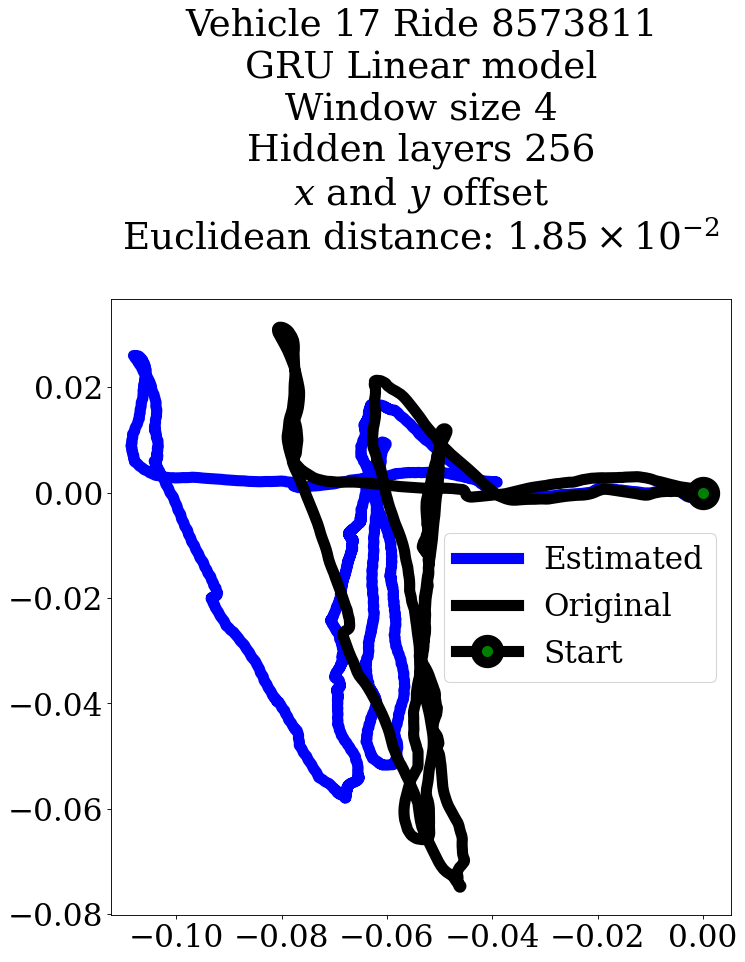 Vehicle 17 Ride 8573811
GRU Linear model
Window size 4
Hidden layers 256
x and y offset
Euclidean distance: 1.85 × 10⁻²
0.02
0.00
−0.02
−0.04
−0.06
−0.08
Estimated
Original
Start
−0.10 −0.08 −0.06 −0.04 −0.02 0.00